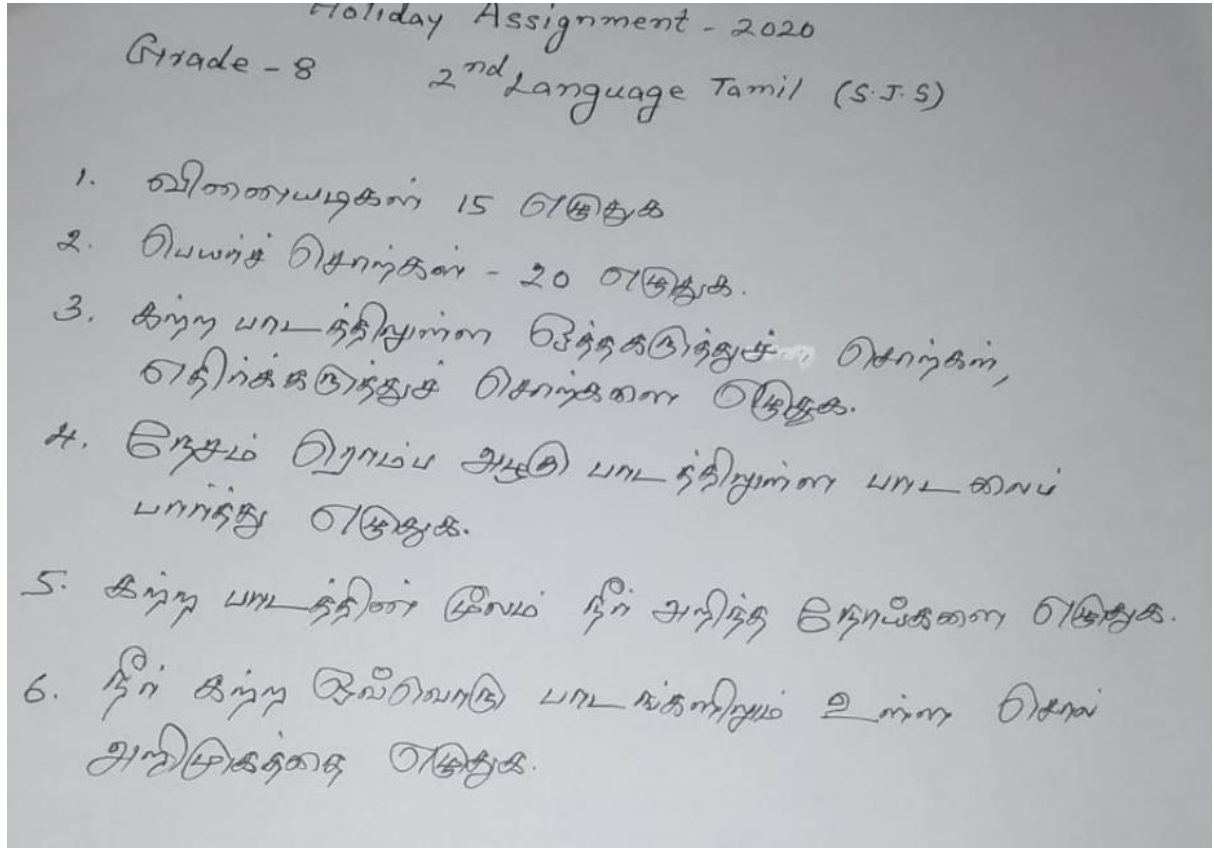 Holiday Assignment - 2020
Grade - 8 2nd Language Tamil (S.J.S)
1. வினையடிகள் 15 எழுதுக
2. பெயர்ச் சொற்கள் - 20 எழுதுக.
3. கற்ற பாடத்திலுள்ள ஒத்தகருத்துச் சொற்கள்,
எதிர்க்கருத்துச் சொற்களை எழுதுக.
4. நேசம் ரொம்ப அழகு பாடத்திலுள்ள பாடலைப்
பார்த்து எழுதுக.
5. கற்ற பாடத்தின் மூலம் நீர் அறிந்த நோய்களை எழுதுக.
6. நீர் கற்ற ஒவ்வொரு பாடங்களிலும் உள்ள சொல்
அறிமுகத்தை எழுதுக.